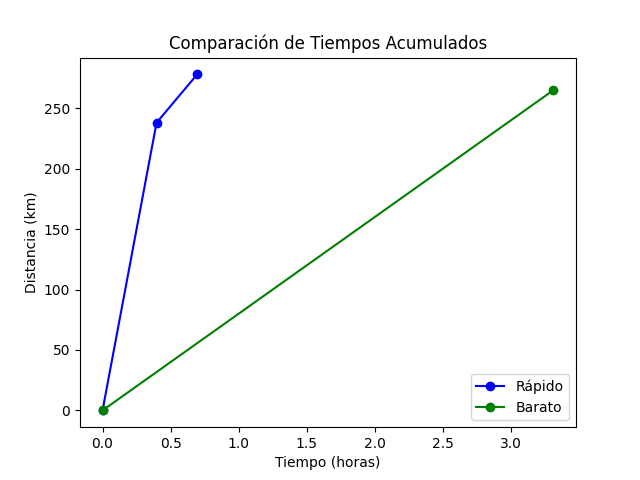 Comparación de Tiempos Acumulados
250
200
150
100
50
0
Distancia (km)
0.0 0.5 1.0 1.5 2.0 2.5 3.0
Tiempo (horas)
Rápido
Barato